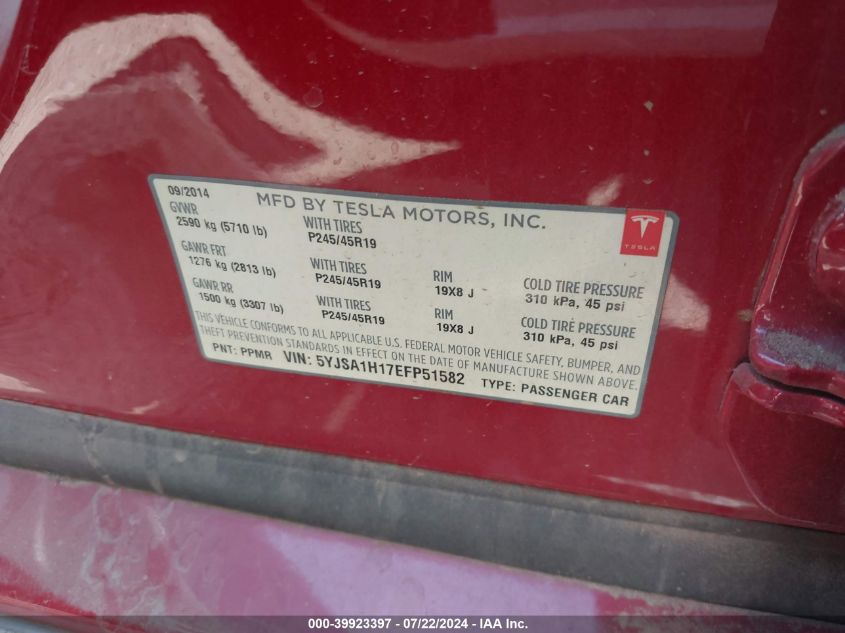 09/2014
MFD BY TESLA MOTORS, INC.
GVWR
2590 kg (5710 lb)
WITH TIRES
P245/45R19
TESLA
GAWR FRT
1276 kg (2813 lb)
WITH TIRES
P245/45R19
RIM
19X8 J
COLD TIRE PRESSURE
310 kPa, 45 psi
GAWR RR
1500 kg (3307 lb)
WITH TIRES
P245/45R19
RIM
19X8 J
COLD TIRE PRESSURE
310 kPa, 45 psi
THIS VEHICLE CONFORMS TO ALL APPLICABLE U.S. FEDERAL MOTOR VEHICLE SAFETY, BUMPER, AND
THEFT PREVENTION STANDARDS IN EFFECT ON THE DATE OF MANUFACTURE SHOWN ABOVE.
PNT: PPMR VIN: 5YJSA1H17EFP51582 TYPE: PASSENGER CAR
000-39923397 - 07/22/2024 - IAA Inc.